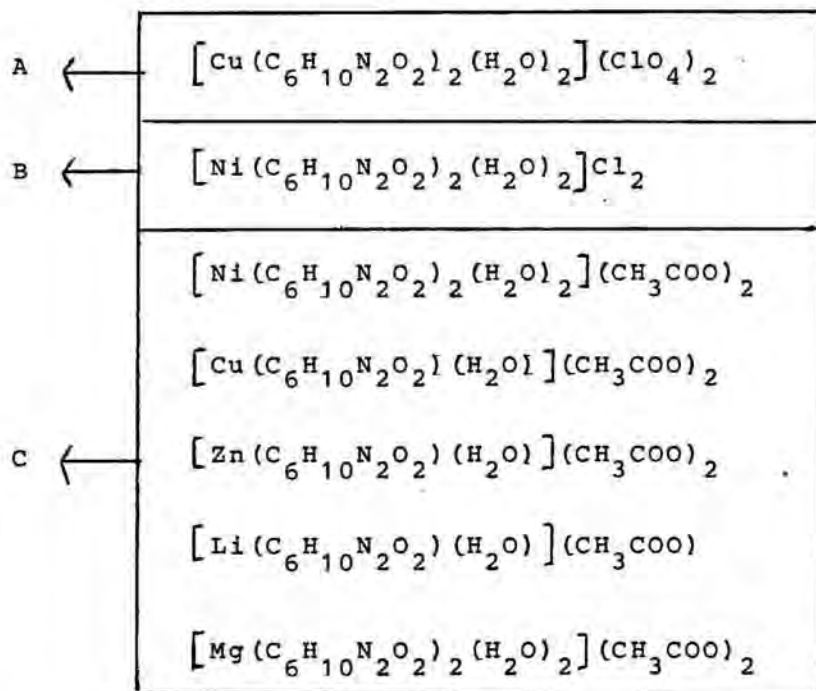 A ← [Cu(C₆H₁₀N₂O₂)₂(H₂O)₂](ClO₄)₂
B ← [Ni(C₆H₁₀N₂O₂)₂(H₂O)₂]Cl₂
[Ni(C₆H₁₀N₂O₂)₂(H₂O)₂](CH₃COO)₂
[Cu(C₆H₁₀N₂O₂)(H₂O)](CH₃COO)₂
C ← [Zn(C₆H₁₀N₂O₂)(H₂O)](CH₃COO)₂
[Li(C₆H₁₀N₂O₂)(H₂O)](CH₃COO)
[Mg(C₆H₁₀N₂O₂)₂(H₂O)₂](CH₃COO)₂